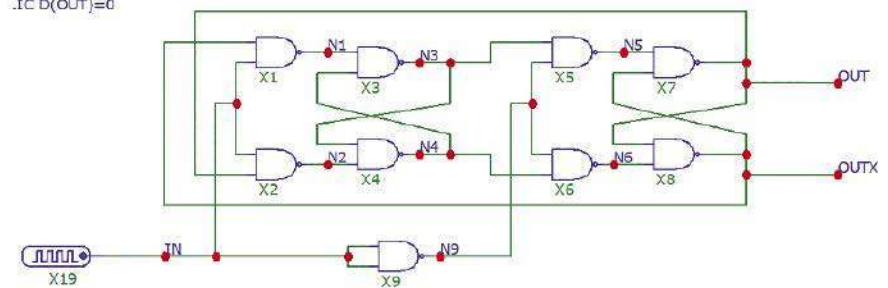 .IC D(OUT)=0
N1 N3 N5
X1 X3 X5 X7
OUT
N2 N4 N6
X2 X4 X6 X8
OUTX
IN N9
X19 X9